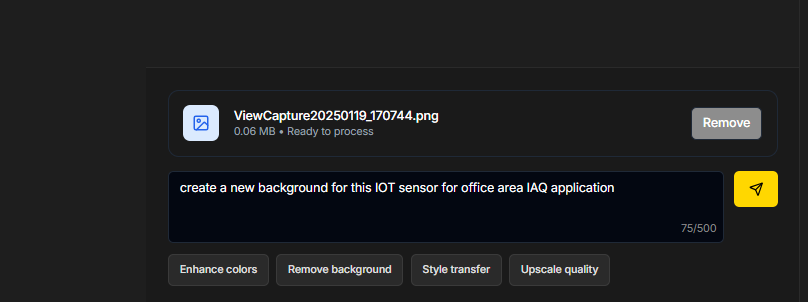 ViewCapture20250119_170744.png
0.06 MB • Ready to process
Remove
create a new background for this IOT sensor for office area IAQ application
75/500
Enhance colors
Remove background
Style transfer
Upscale quality